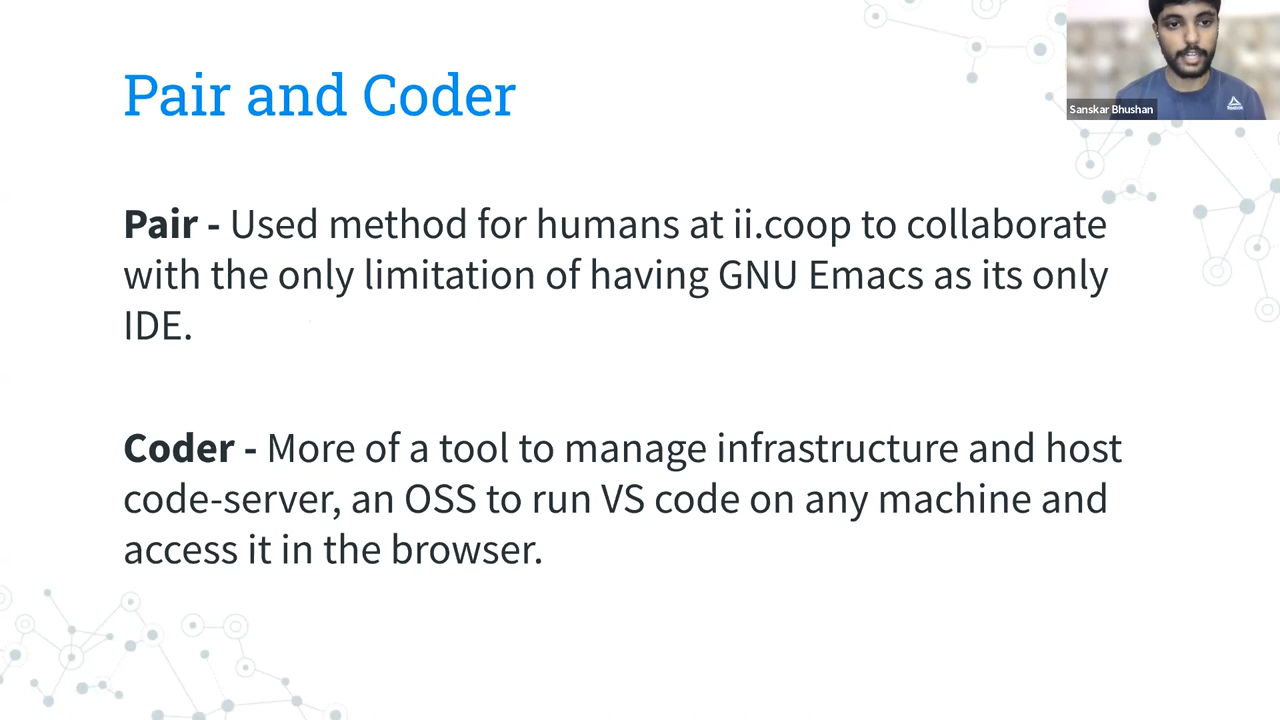 Pair and Coder
Sanskar Bhushan
Pair - Used method for humans at ii.coop to collaborate
with the only limitation of having GNU Emacs as its only
IDE.
Coder - More of a tool to manage infrastructure and host
code-server, an OSS to run VS code on any machine and
access it in the browser.